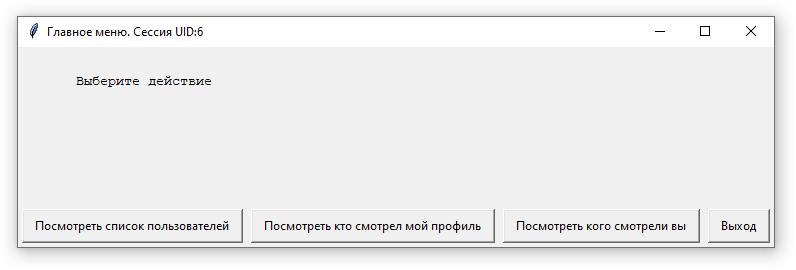 Главное меню. Сессия UID:6
Выберите действие
Посмотреть список пользователей Посмотреть кто смотрел мой профиль Посмотреть кого смотрели вы Выход